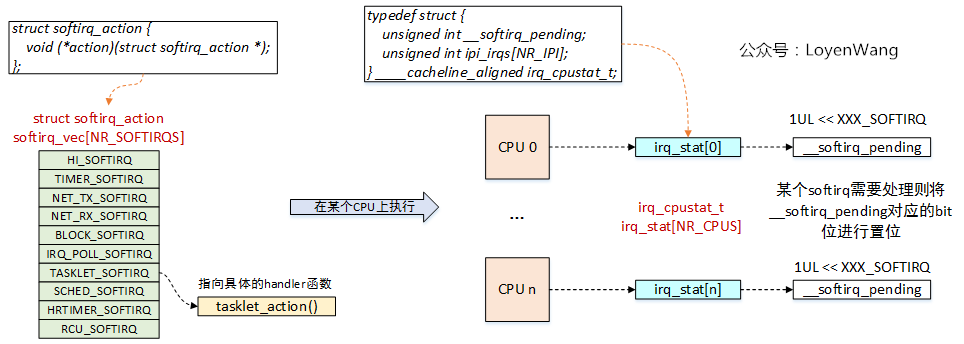 struct softirq_action {
void (*action)(struct softirq_action *);
};
typedef struct {
unsigned int __softirq_pending;
unsigned int ipi_irqs[NR_IPI];
} ____cacheline_aligned irq_cpustat_t;
公众号：LoyenWang
struct softirq_action
softirq_vec[NR_SOFTIRQS]
HI_SOFTIRQ
TIMER_SOFTIRQ
NET_TX_SOFTIRQ
NET_RX_SOFTIRQ
BLOCK_SOFTIRQ
IRQ_POLL_SOFTIRQ
TASKLET_SOFTIRQ
SCHED_SOFTIRQ
HRTIMER_SOFTIRQ
RCU_SOFTIRQ
指向具体的handler函数
tasklet_action()
在某个CPU上执行
CPU 0
irq_stat[0]
1UL << XXX_SOFTIRQ
__softirq_pending
...
irq_cpustat_t
irq_stat[NR_CPUS]
某个softirq需要处理则将
__softirq_pending对应的bit
位进行置位
CPU n
irq_stat[n]
1UL << XXX_SOFTIRQ
__softirq_pending